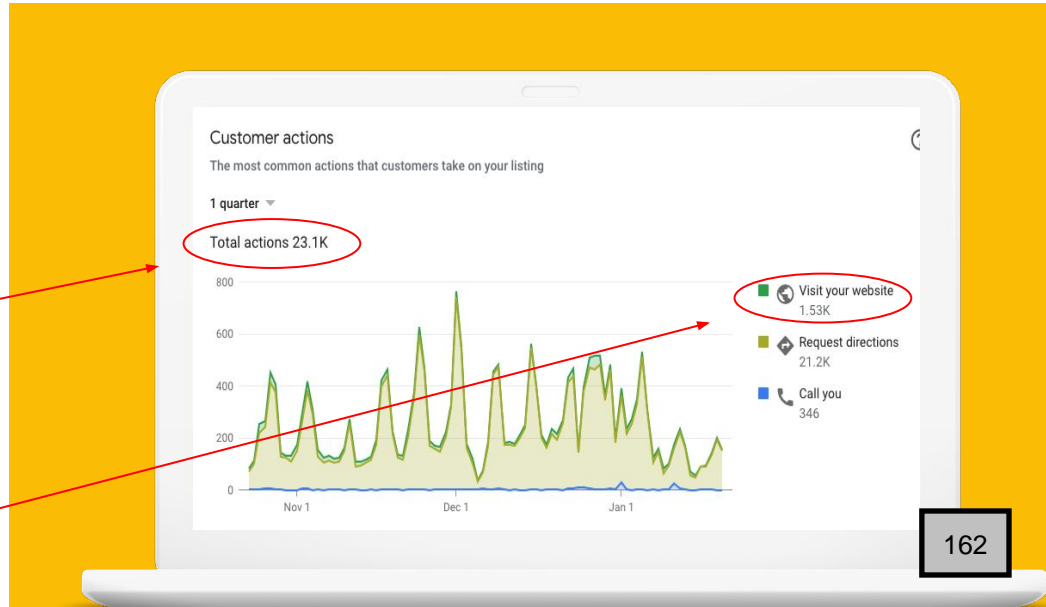 Customer actions
The most common actions that customers take on your listing
1 quarter
Total actions 23.1K
800
600
400
200
0
Nov 1
Dec 1
Jan 1
Visit your website
1.53K
Request directions
21.2K
Call you
346
162